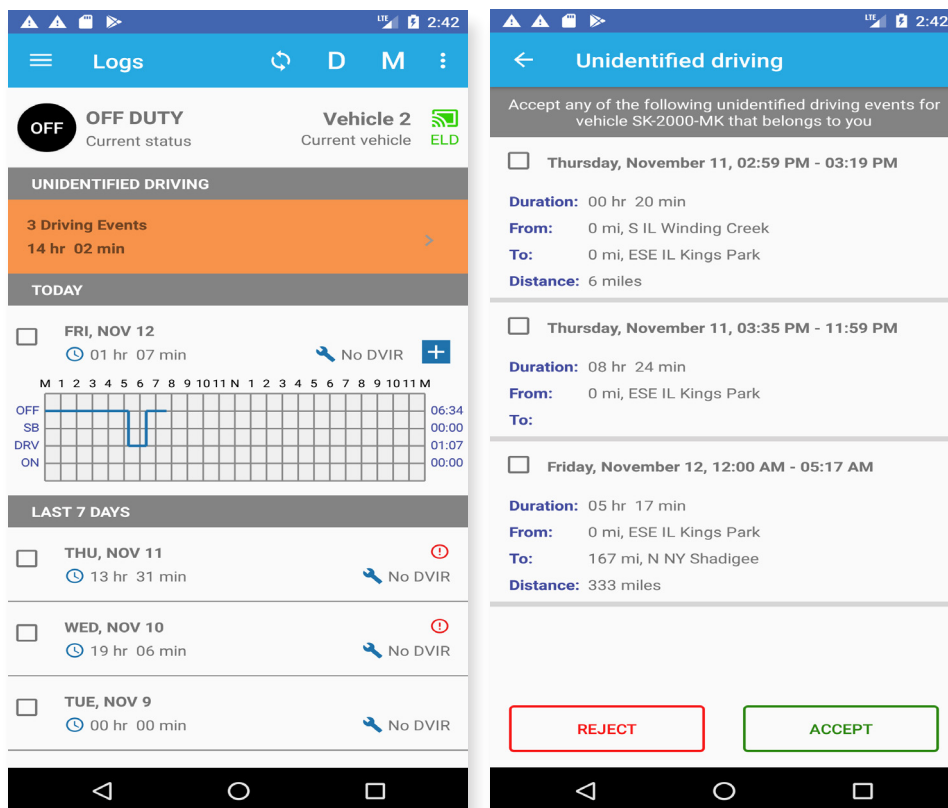 LTE 2:42
Logs D M
OFF
OFF DUTY
Current status
Vehicle 2
Current vehicle
ELD
UNIDENTIFIED DRIVING
3 Driving Events
14 hr 02 min
TODAY
FRI, NOV 12
01 hr 07 min
No DVIR
M 1 2 3 4 5 6 7 8 9 10 11 N 1 2 3 4 5 6 7 8 9 10 11 M
OFF 06:34
SB 00:00
DRV 01:07
ON 00:00
LAST 7 DAYS
THU, NOV 11
13 hr 31 min
No DVIR
WED, NOV 10
19 hr 06 min
No DVIR
TUE, NOV 9
00 hr 00 min
No DVIR
LTE 2:42
Unidentified driving
Accept any of the following unidentified driving events for
vehicle SK-2000-MK that belongs to you
Thursday, November 11, 02:59 PM - 03:19 PM
Duration: 00 hr 20 min
From: 0 mi, S IL Winding Creek
To: 0 mi, ESE IL Kings Park
Distance: 6 miles
Thursday, November 11, 03:35 PM - 11:59 PM
Duration: 08 hr 24 min
From: 0 mi, ESE IL Kings Park
To:
Friday, November 12, 12:00 AM - 05:17 AM
Duration: 05 hr 17 min
From: 0 mi, ESE IL Kings Park
To: 167 mi, N NY Shadigee
Distance: 333 miles
REJECT
ACCEPT